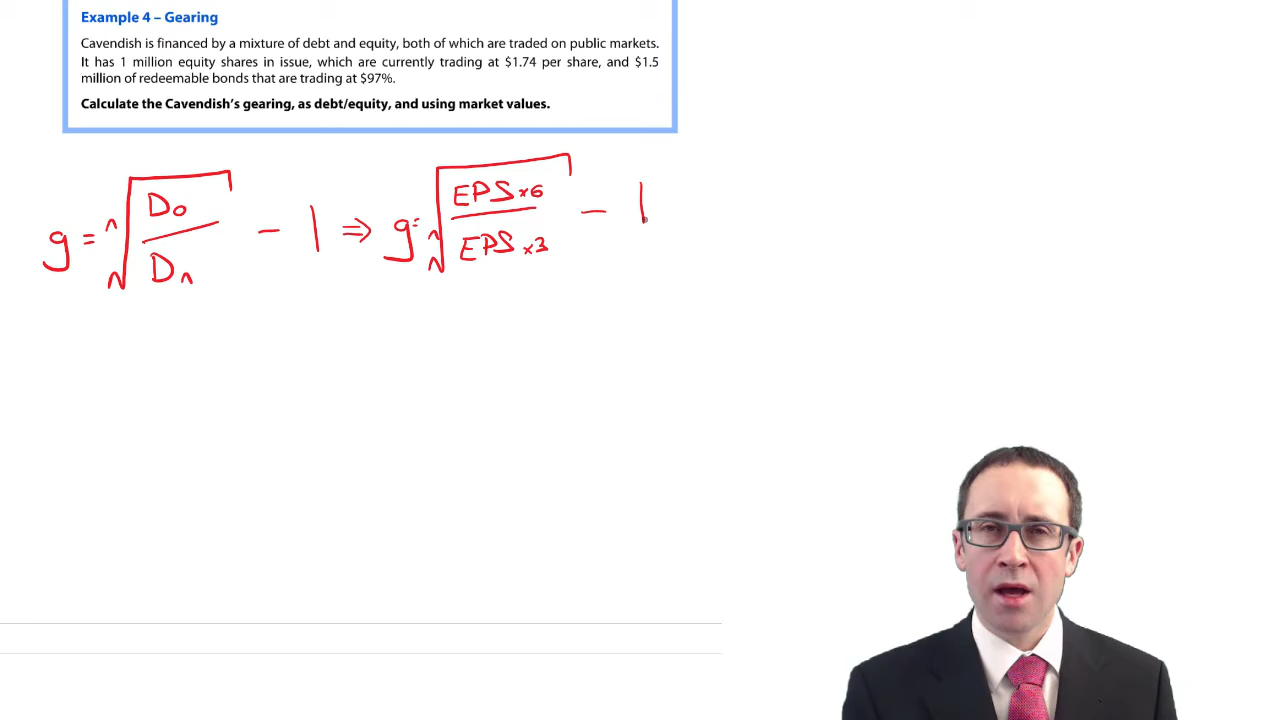 Example 4 – Gearing
Cavendish is financed by a mixture of debt and equity, both of which are traded on public markets.
It has 1 million equity shares in issue, which are currently trading at $1.74 per share, and $1.5
million of redeemable bonds that are trading at $97%.
Calculate the Cavendish's gearing, as debt/equity, and using market values.
g = ⁿ√(D₀/Dₙ) - 1 ⇒ g = ⁿ√(EPS×6/EPS×3) - 1